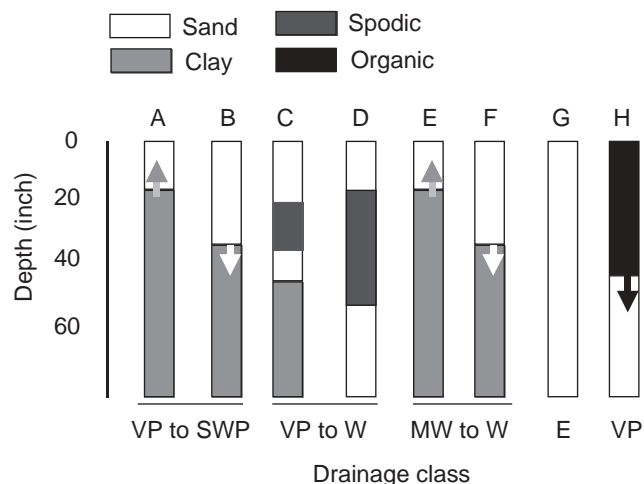 Sand Spodic
Clay Organic
A B C D E F G H
0
20
40
60
Depth (inch)
VP to SWP VP to W MW to W E VP
Drainage class